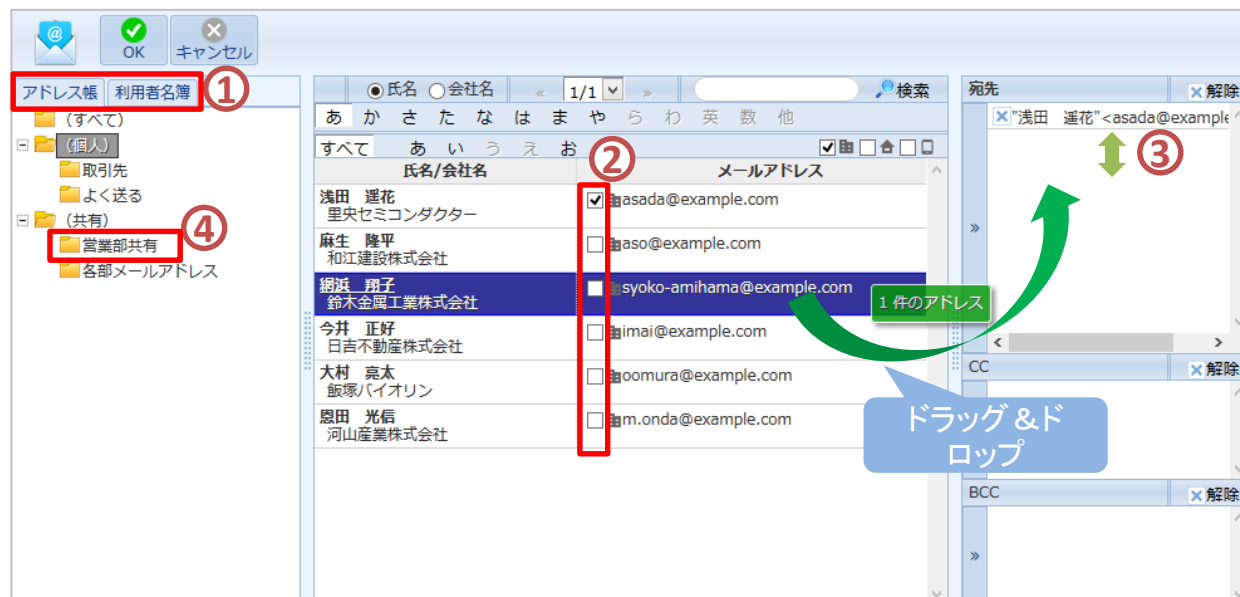 OK
キャンセル
アドレス帳 利用者名簿 ①
(すべて)
(個人)
取引先
よく送る
(共有)
営業部共有
④
各部メールアドレス
氏名 会社名 « 1/1 » 検索
あ か さ た な は ま や ら わ 英 数 他
すべて あ い う え お
②
氏名/会社名 メールアドレス
浅田 遥花
里央セミコンダクター
asada@example.com
麻生 隆平
和江建設株式会社
aso@example.com
網浜 翔子
鈴木金属工業株式会社
syoko-amihama@example.com
1 件のアドレス
今井 正好
日吉不動産株式会社
imai@example.com
大村 亮太
飯塚バイオリン
oomura@example.com
恩田 光信
河山産業株式会社
m.onda@example.com
ドラッグ&ド
ロップ
宛先 解除
"浅田 遥花"<asada@example
③
»
CC 解除
BCC 解除
»